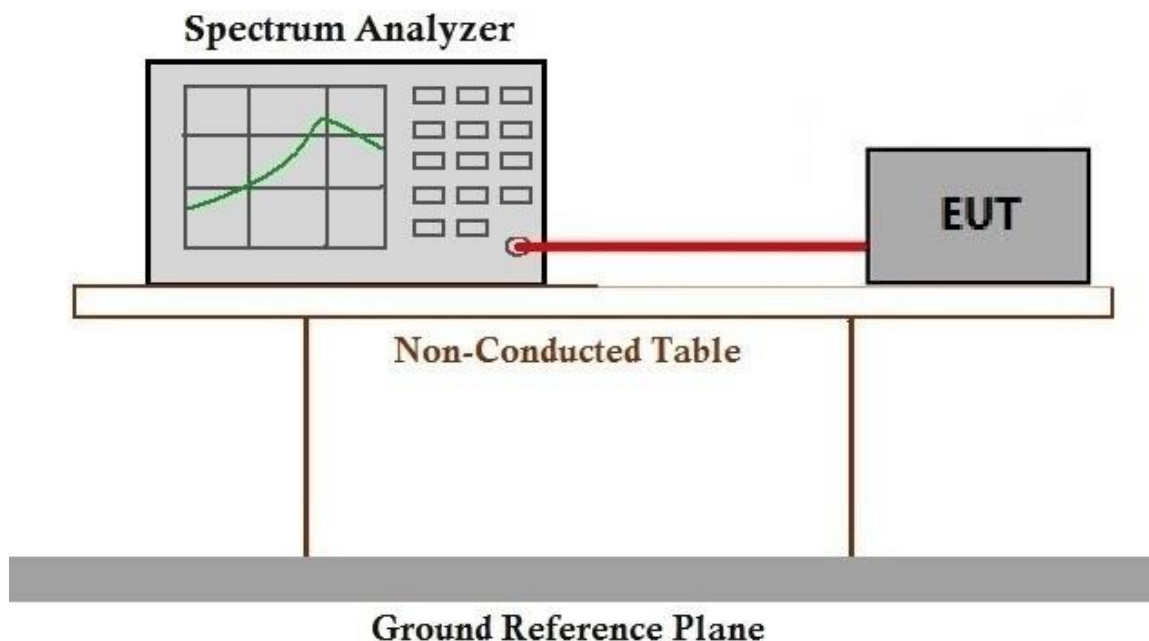 Spectrum Analyzer
EUT
Non-Conducted Table
Ground Reference Plane